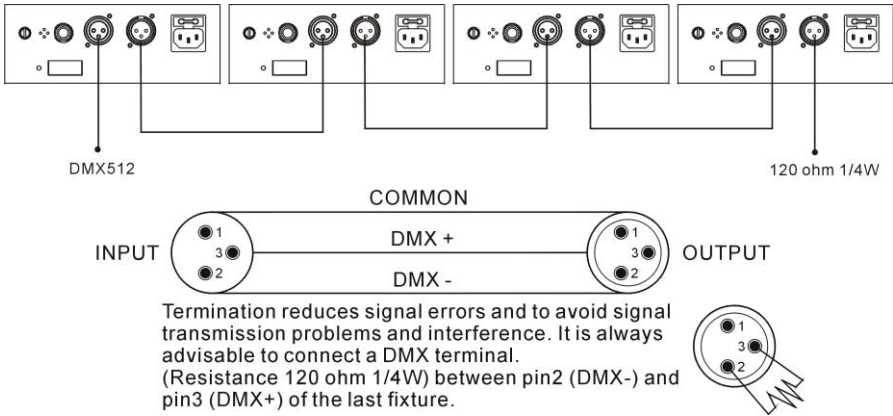 DMX512
120 ohm 1/4W
COMMON
INPUT
1
3
2
DMX +
DMX -
1
3
2
OUTPUT
Termination reduces signal errors and to avoid signal
transmission problems and interference. It is always
advisable to connect a DMX terminal.
(Resistance 120 ohm 1/4W) between pin2 (DMX-) and
pin3 (DMX+) of the last fixture.
1
3
2